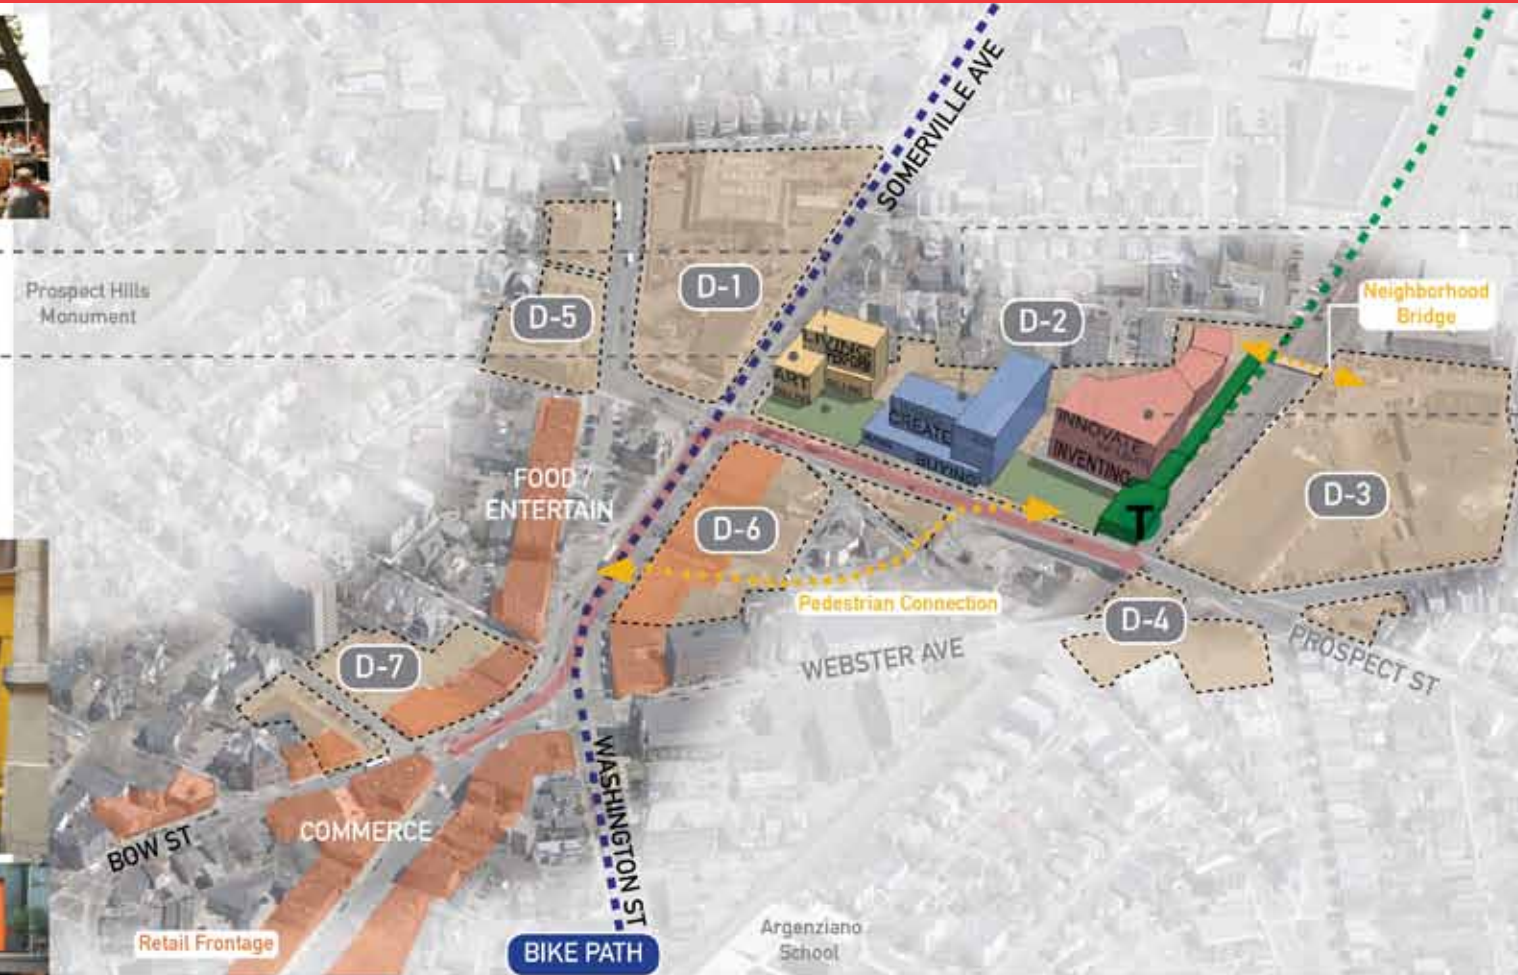 SOMERVILLE AVE
Prospect Hills
Monument
D-1
D-5
D-2
Neighborhood
Bridge
LIVING
ART
CREATE
BUYING
INNOVATE
INVENTING
FOOD /
ENTERTAIN
D-6
T
D-3
Pedestrian Connection
D-4
WEBSTER AVE
PROSPECT ST
D-7
WASHINGTON ST
COMMERCE
BOW ST
Retail Frontage
BIKE PATH
Argenziano
School